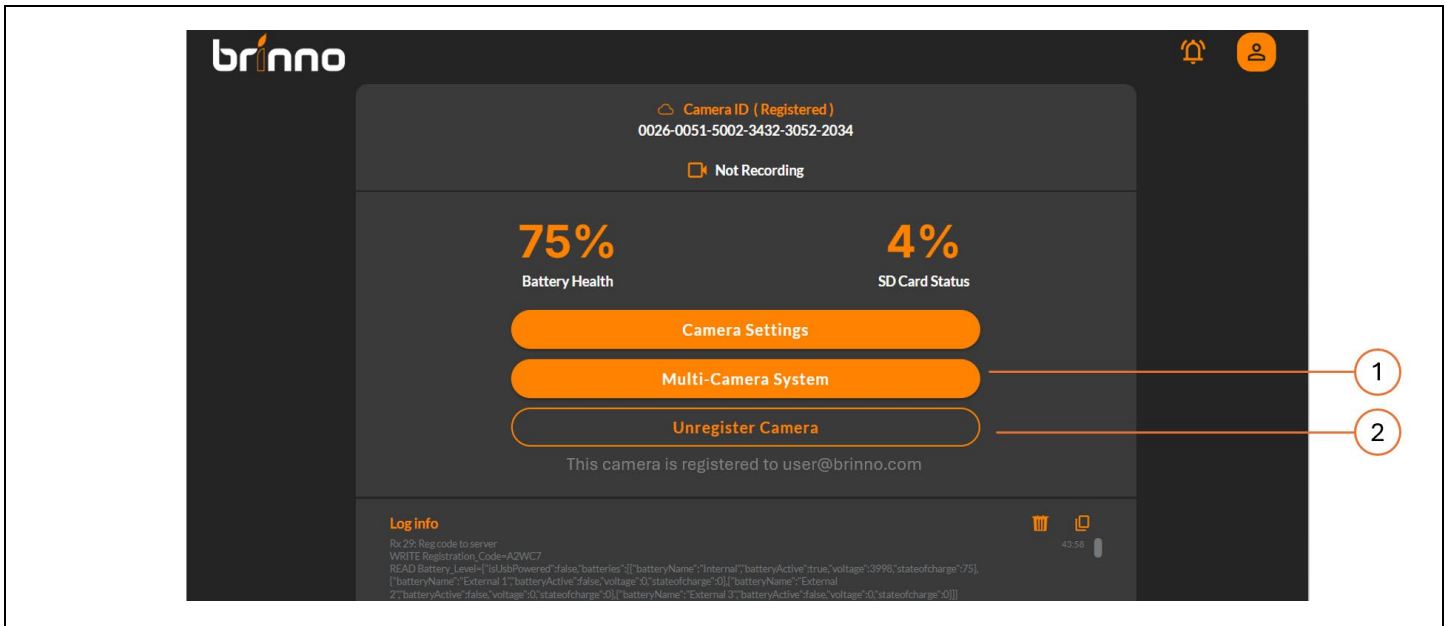 brinno
Camera ID ( Registered )
0026-0051-5002-3432-3052-2034
Not Recording
75%
Battery Health
4%
SD Card Status
Camera Settings
Multi-Camera System
1
Unregister Camera
2
This camera is registered to user@brinno.com
Log info
Rx 29: Reg code to server
43:58
WRITE Registration_Code=A2WC7
READ Battery_Level={"isUsbPowered":false,"batteries":[{"batteryName":"Internal","batteryActive":true,"voltage":3998,"stateofcharge":75},
{"batteryName":"External 1","batteryActive":false,"voltage":0,"stateofcharge":0},{"batteryName":"External
2","batteryActive":false,"voltage":0,"stateofcharge":0},{"batteryName":"External 3","batteryActive":false,"voltage":0,"stateofcharge":0}]}